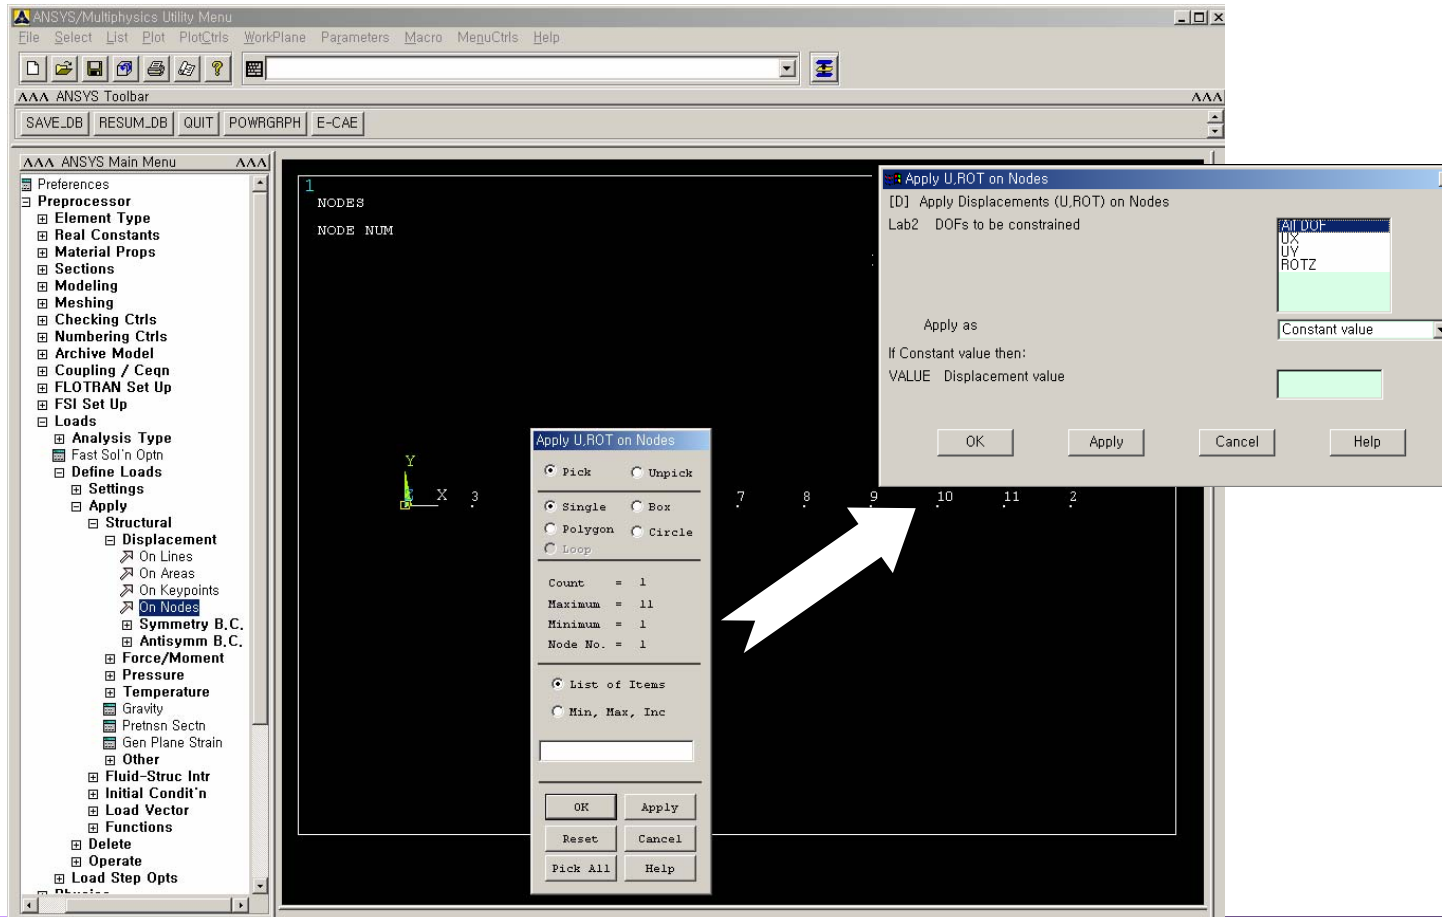 ANSYS/Multiphysics Utility Menu
File Select List Plot PlotCtrls WorkPlane Parameters Macro MenuCtrls Help
ANSYS Toolbar
SAVE_DB RESUM_DB QUIT POWRGRPH E-CAE
ANSYS Main Menu
Preferences
Preprocessor
Element Type
Real Constants
Material Props
Sections
Modeling
Meshing
Checking Ctrls
Numbering Ctrls
Archive Model
Coupling / Ceqn
FLOTRAN Set Up
FSI Set Up
Loads
Analysis Type
Fast Sol'n Optn
Define Loads
Settings
Apply
Structural
Displacement
On Lines
On Areas
On Keypoints
On Nodes
Symmetry B.C.
Antisymm B.C.
Force/Moment
Pressure
Temperature
Gravity
Pretnsn Sectn
Gen Plane Strain
Other
Fluid-Struc Intr
Initial Condit'n
Load Vector
Functions
Delete
Operate
Load Step Opts
1
NODES
NODE NUM
Y
X 3 7 8 9 10 11 2
Apply U,ROT on Nodes
Pick Unpick
Single Box
Polygon Circle
Loop
Count = 1
Maximum = 11
Minimum = 1
Node No. = 1
List of Items
Min, Max, Inc
OK Apply
Reset Cancel
Pick All Help
Apply U,ROT on Nodes
[D] Apply Displacements (U,ROT) on Nodes
Lab2 DOFs to be constrained
All DOF
UX
UY
ROTZ
Apply as Constant value
If Constant value then:
VALUE Displacement value
OK Apply Cancel Help